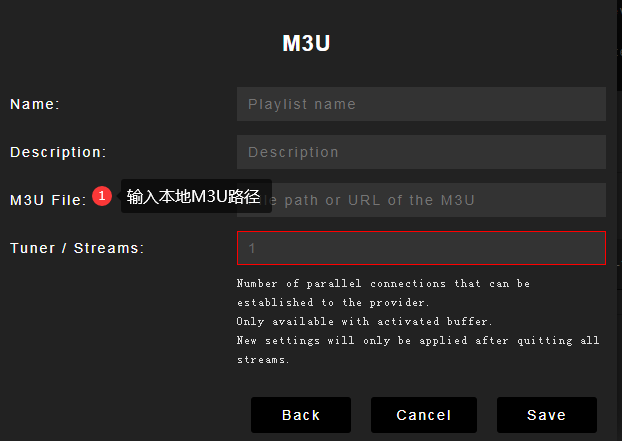 M3U
Name:
Playlist name
Description:
Description
M3U File:
1
输入本地M3U路径
path or URL of the M3U
Tuner / Streams:
1
Number of parallel connections that can be
established to the provider.
Only available with activated buffer.
New settings will only be applied after quitting all
streams.
Back
Cancel
Save